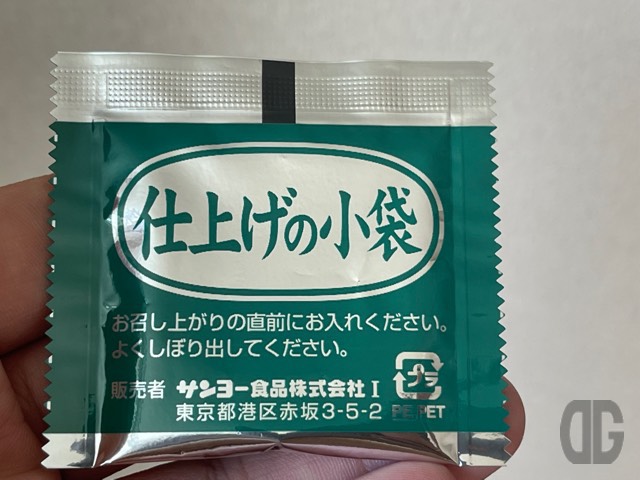 仕上げの小袋
お召し上がりの直前にお入れください。
よくしぼり出してください。
販売者 サンヨー食品株式会社 I
東京都港区赤坂3-5-2
プラ
PE,PET
DG